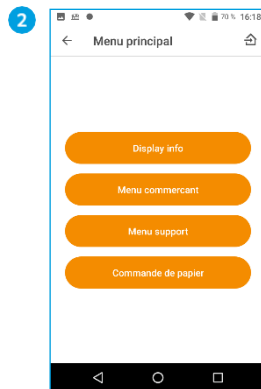 2
70 % 16:18
Menu principal
Display info
Menu commercant
Menu support
Commande de papier